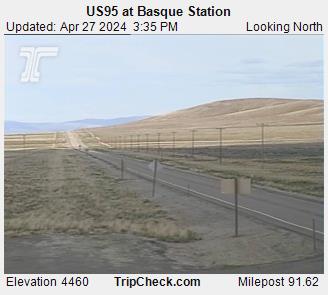 US95 at Basque Station
Updated: Apr 27 2024 3:35 PM Looking North
Elevation 4460 TripCheck.com Milepost 91.62